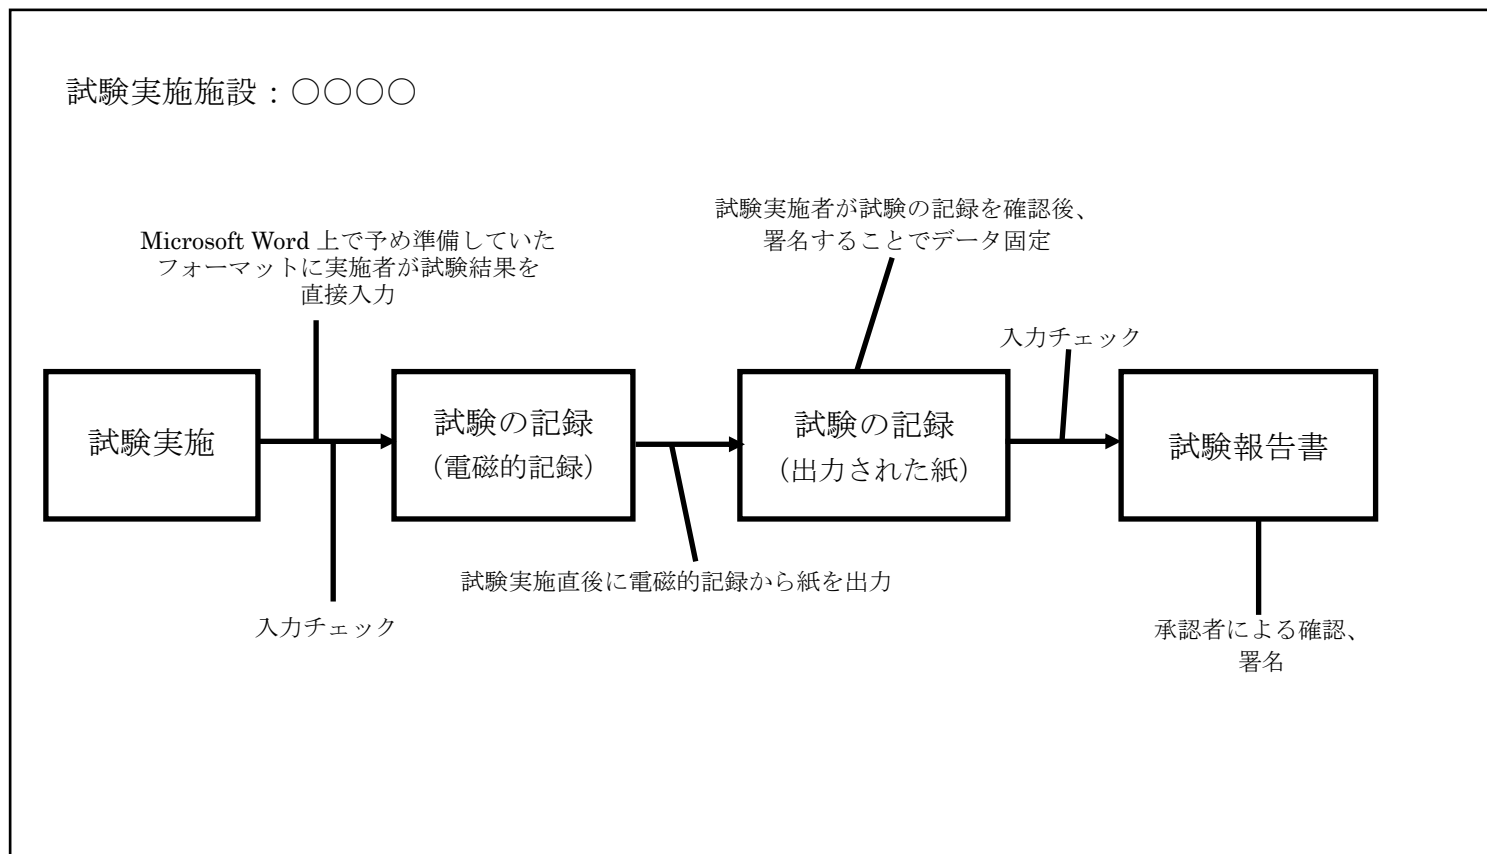 試験実施施設：○○○○
Microsoft Word 上で予め準備していた
フォーマットに実施者が試験結果を
直接入力
試験実施者が試験の記録を確認後、
署名することでデータ固定
入力チェック
試験実施
試験の記録
（電磁的記録）
試験の記録
（出力された紙）
試験報告書
入力チェック
試験実施直後に電磁的記録から紙を出力
承認者による確認、
署名